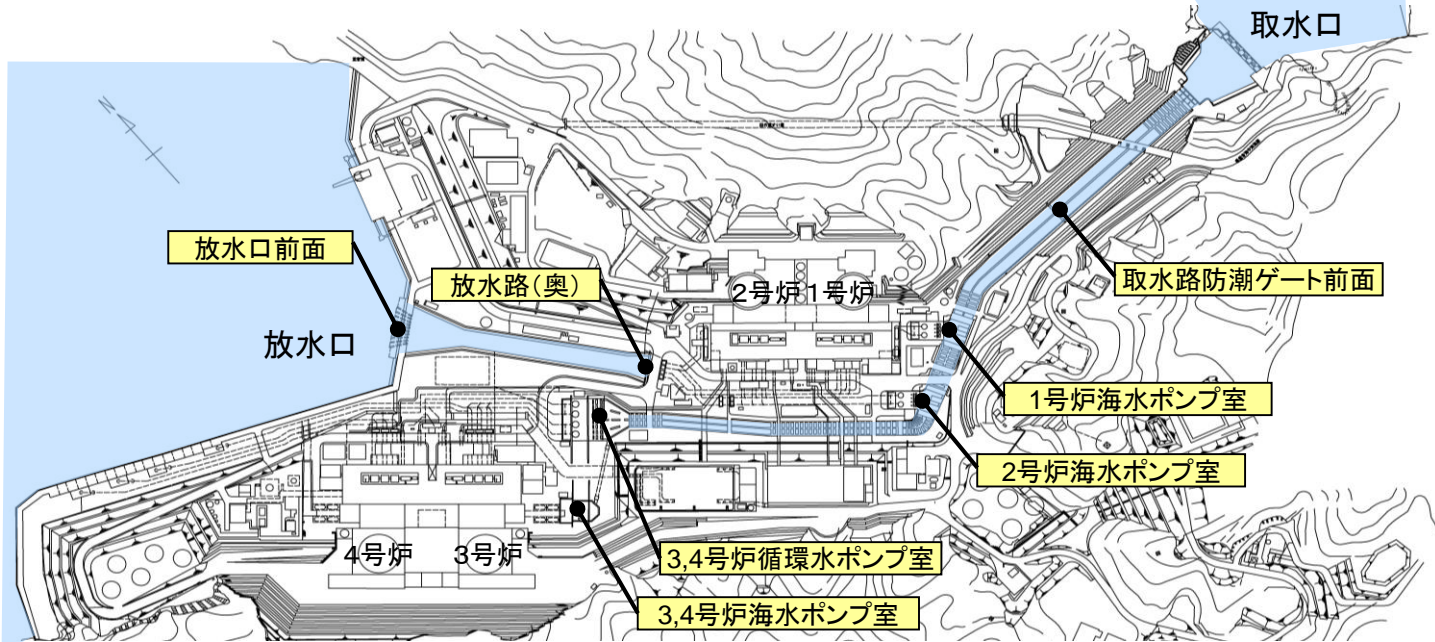 取水口
N
放水口前面
放水路(奥)
2号炉
1号炉
取水路防潮ゲート前面
放水口
1号炉海水ポンプ室
2号炉海水ポンプ室
4号炉
3号炉
3,4号炉循環水ポンプ室
3,4号炉海水ポンプ室